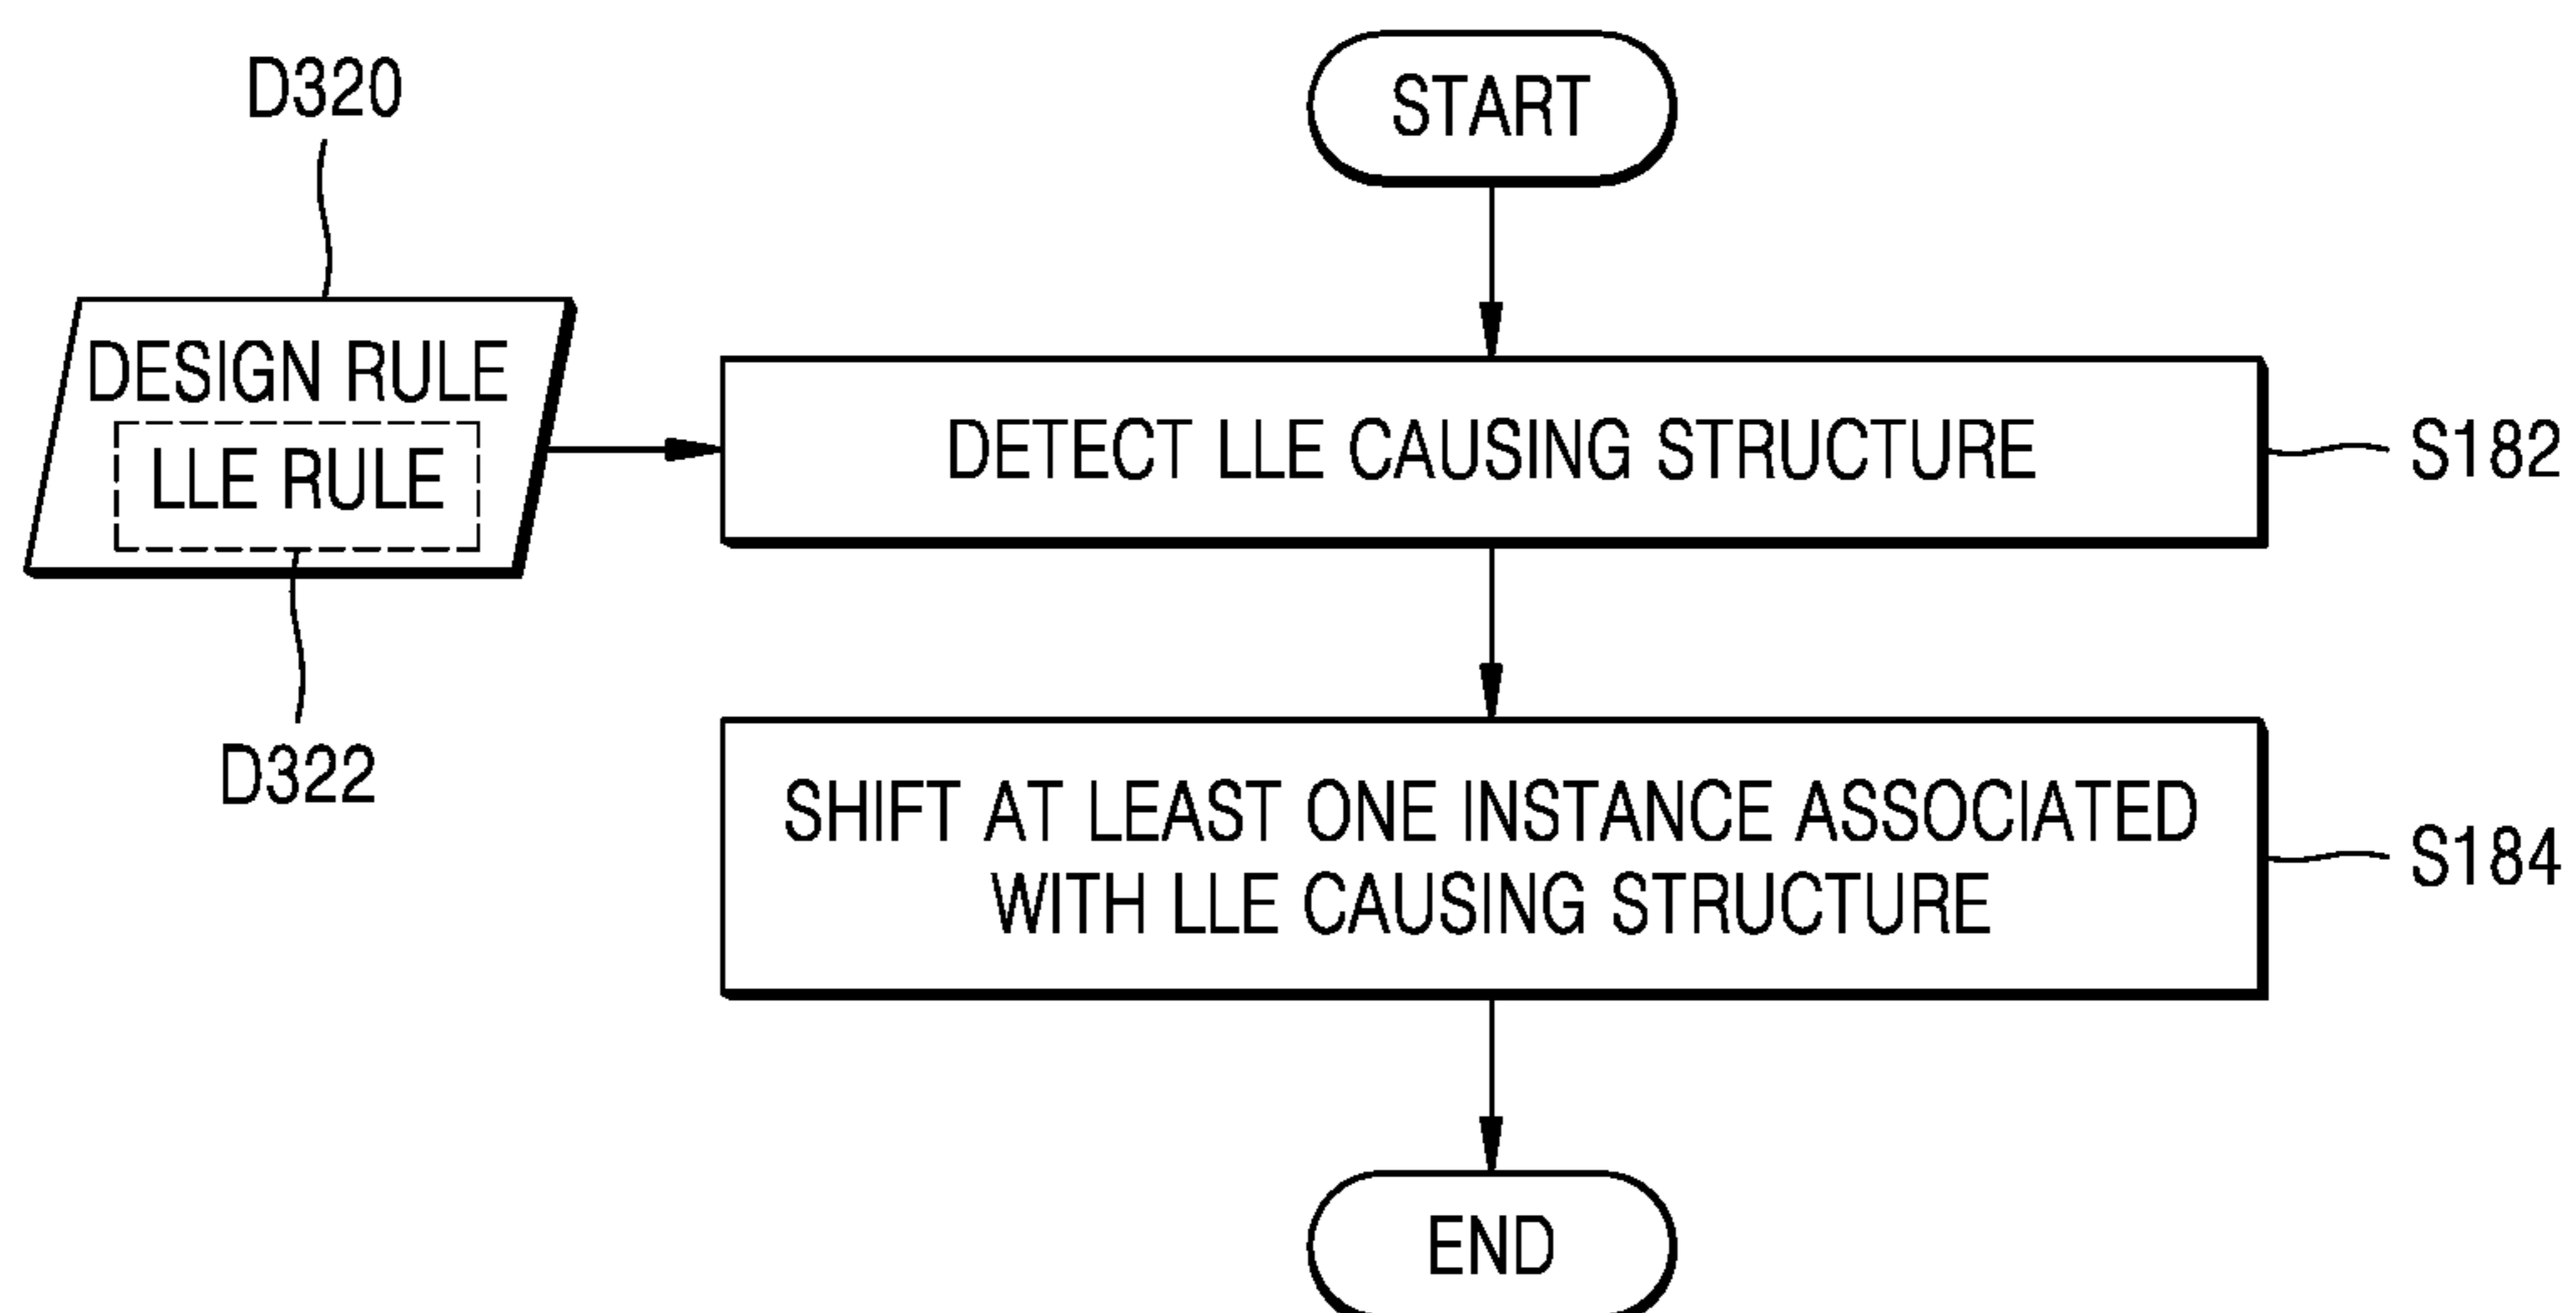 D320
START
DESIGN RULE
LLE RULE
DETECT LLE CAUSING STRUCTURE
S182
D322
SHIFT AT LEAST ONE INSTANCE ASSOCIATED
WITH LLE CAUSING STRUCTURE
S184
END